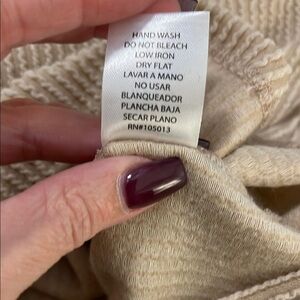 HAND WASH
DO NOT BLEACH
LOW IRON
DRY FLAT
LAVAR A MANO
NO USAR
BLANQUEADOR
PLANCHA BAJA
SECAR PLANO
RN#105013